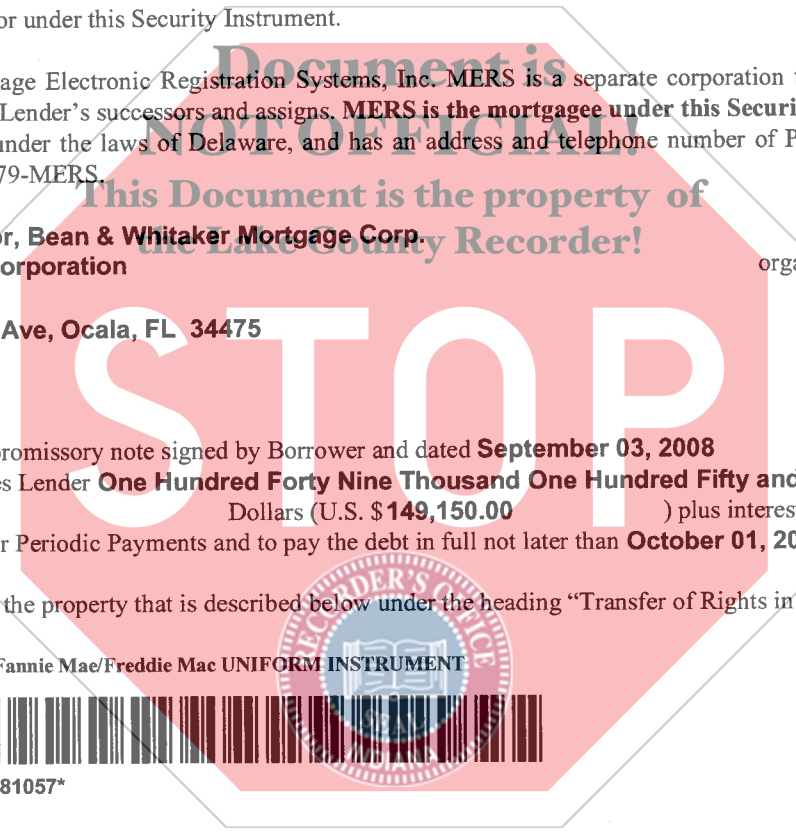 or under this Security Instrument.
Document is
age Electronic Registration Systems, Inc. MERS is a separate corporation
Lender's successors and assigns. MERS is the mortgagee under this Securi
NOT OFFICIAL!
under the laws of Delaware, and has an address and telephone number of P
79-MERS.
This Document is the property of
r, Bean & Whitaker Mortgage Corp.
the Lake County Recorder!
orporation orga
Ave, Ocala, FL 34475
STOP
romissory note signed by Borrower and dated September 03, 2008
es Lender One Hundred Forty Nine Thousand One Hundred Fifty and
Dollars (U.S. $149,150.00 ) plus interest
r Periodic Payments and to pay the debt in full not later than October 01, 20
the property that is described below under the heading “Transfer of Rights in
RECORDER'S OFFICE
Fannie Mae/Freddie Mac UNIFORM INSTRUMENT
SEAL
INDIANA
81057*